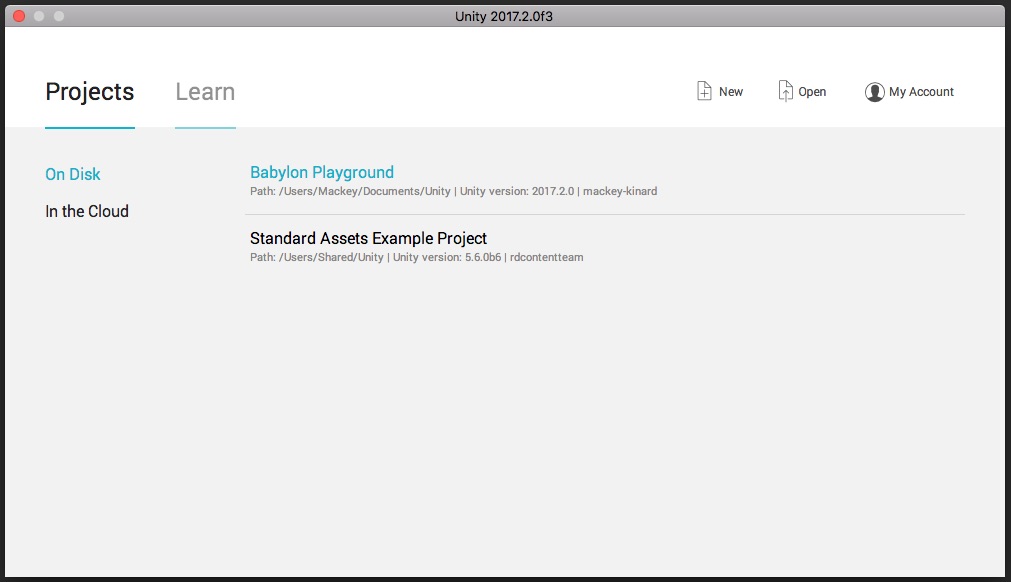 Unity 2017.2.0f3
Projects
Learn
New
Open
My Account
On Disk
In the Cloud
Babylon Playground
Path: /Users/Mackey/Documents/Unity | Unity version: 2017.2.0 | mackey-kinard
Standard Assets Example Project
Path: /Users/Shared/Unity | Unity version: 5.6.0b6 | rdcontentteam